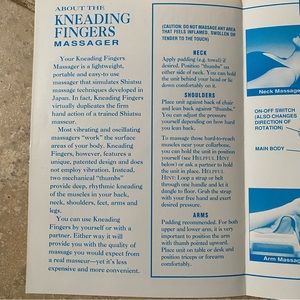 ABOUT THE
KNEADING
FINGERS
MASSAGER
Your Kneading Fingers
Massager is a lightweight,
portable and easy to use
massager that simulates Shiatsu
massage techniques developed in
Japan. In fact, Kneading Fingers
virtually duplicates the firm
hand action of a trained Shiatsu
masseur.
Most vibrating and oscillating
massagers "work" the surface
areas of your body. Kneading
Fingers, however, features a
unique, patented design and does
not employ vibration. Instead,
two mechanical "thumbs"
provide deep, rhythmic kneading
of the muscles in your back,
neck, shoulders, feet, arms and
legs.
You can use Kneading
Fingers by yourself or with a
partner. Either way it will
provide you with the quality of
massage you would expect from
a real masseur—yet it's less
expensive and more convenient.
(CAUTION: DO NOT MASSAGE ANY AREA
THAT FEELS INFLAMED, SWOLLEN OR
TENDER TO THE TOUCH)
NECK
Apply padding (e.g. towel) if
desired. Position "thumbs" on
either side of neck. You can hold
the unit behind your head or lie
down comfortably on it.
SHOULDERS
Place unit against back of chair
and lean back against "thumbs."
You can adjust the pressure
yourself depending on how hard
you lean back.
To massage those hard-to-reach
muscles near your collarbone,
you can hold the unit in position
yourself (see HELPFUL HINT
below) or ask a partner to hold
the unit in place. HELPFUL
HINT: Loop a strap or belt
through one handle and let it
dangle to floor. Grab the strap
with your free hand and exert
desired pressure.
ARMS
Padding recommended. For both
upper and lower arm, it is very
important to position the arm
with thumb pointed upward.
Place unit on table or desk, and
position triceps or forearm
comfortably.
Neck Massage
ON-OFF SWITCH
(ALSO CHANGES
DIRECTION OF
ROTATION)
MAIN BODY
Arm Massag